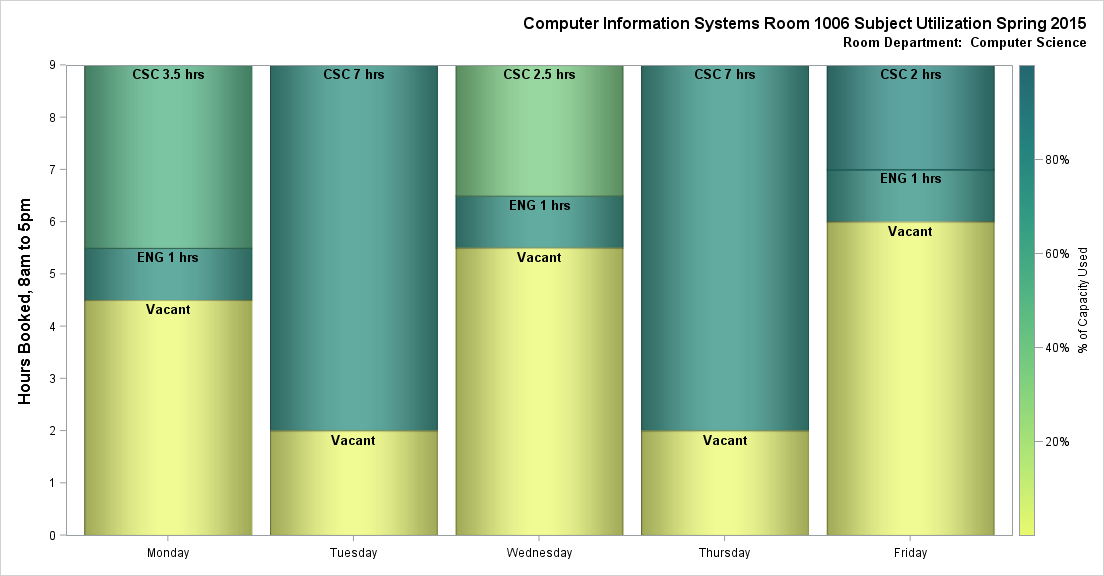 Computer Information Systems Room 1006 Subject Utilization Spring 2015
Room Department: Computer Science
Hours Booked, 8am to 5pm
9
8
7
6
5
4
3
2
1
0
CSC 3.5 hrs
ENG 1 hrs
Vacant
CSC 7 hrs
Vacant
CSC 2.5 hrs
ENG 1 hrs
Vacant
CSC 7 hrs
Vacant
CSC 2 hrs
ENG 1 hrs
Vacant
Monday
Tuesday
Wednesday
Thursday
Friday
80%
60%
40%
20%
% of Capacity Used